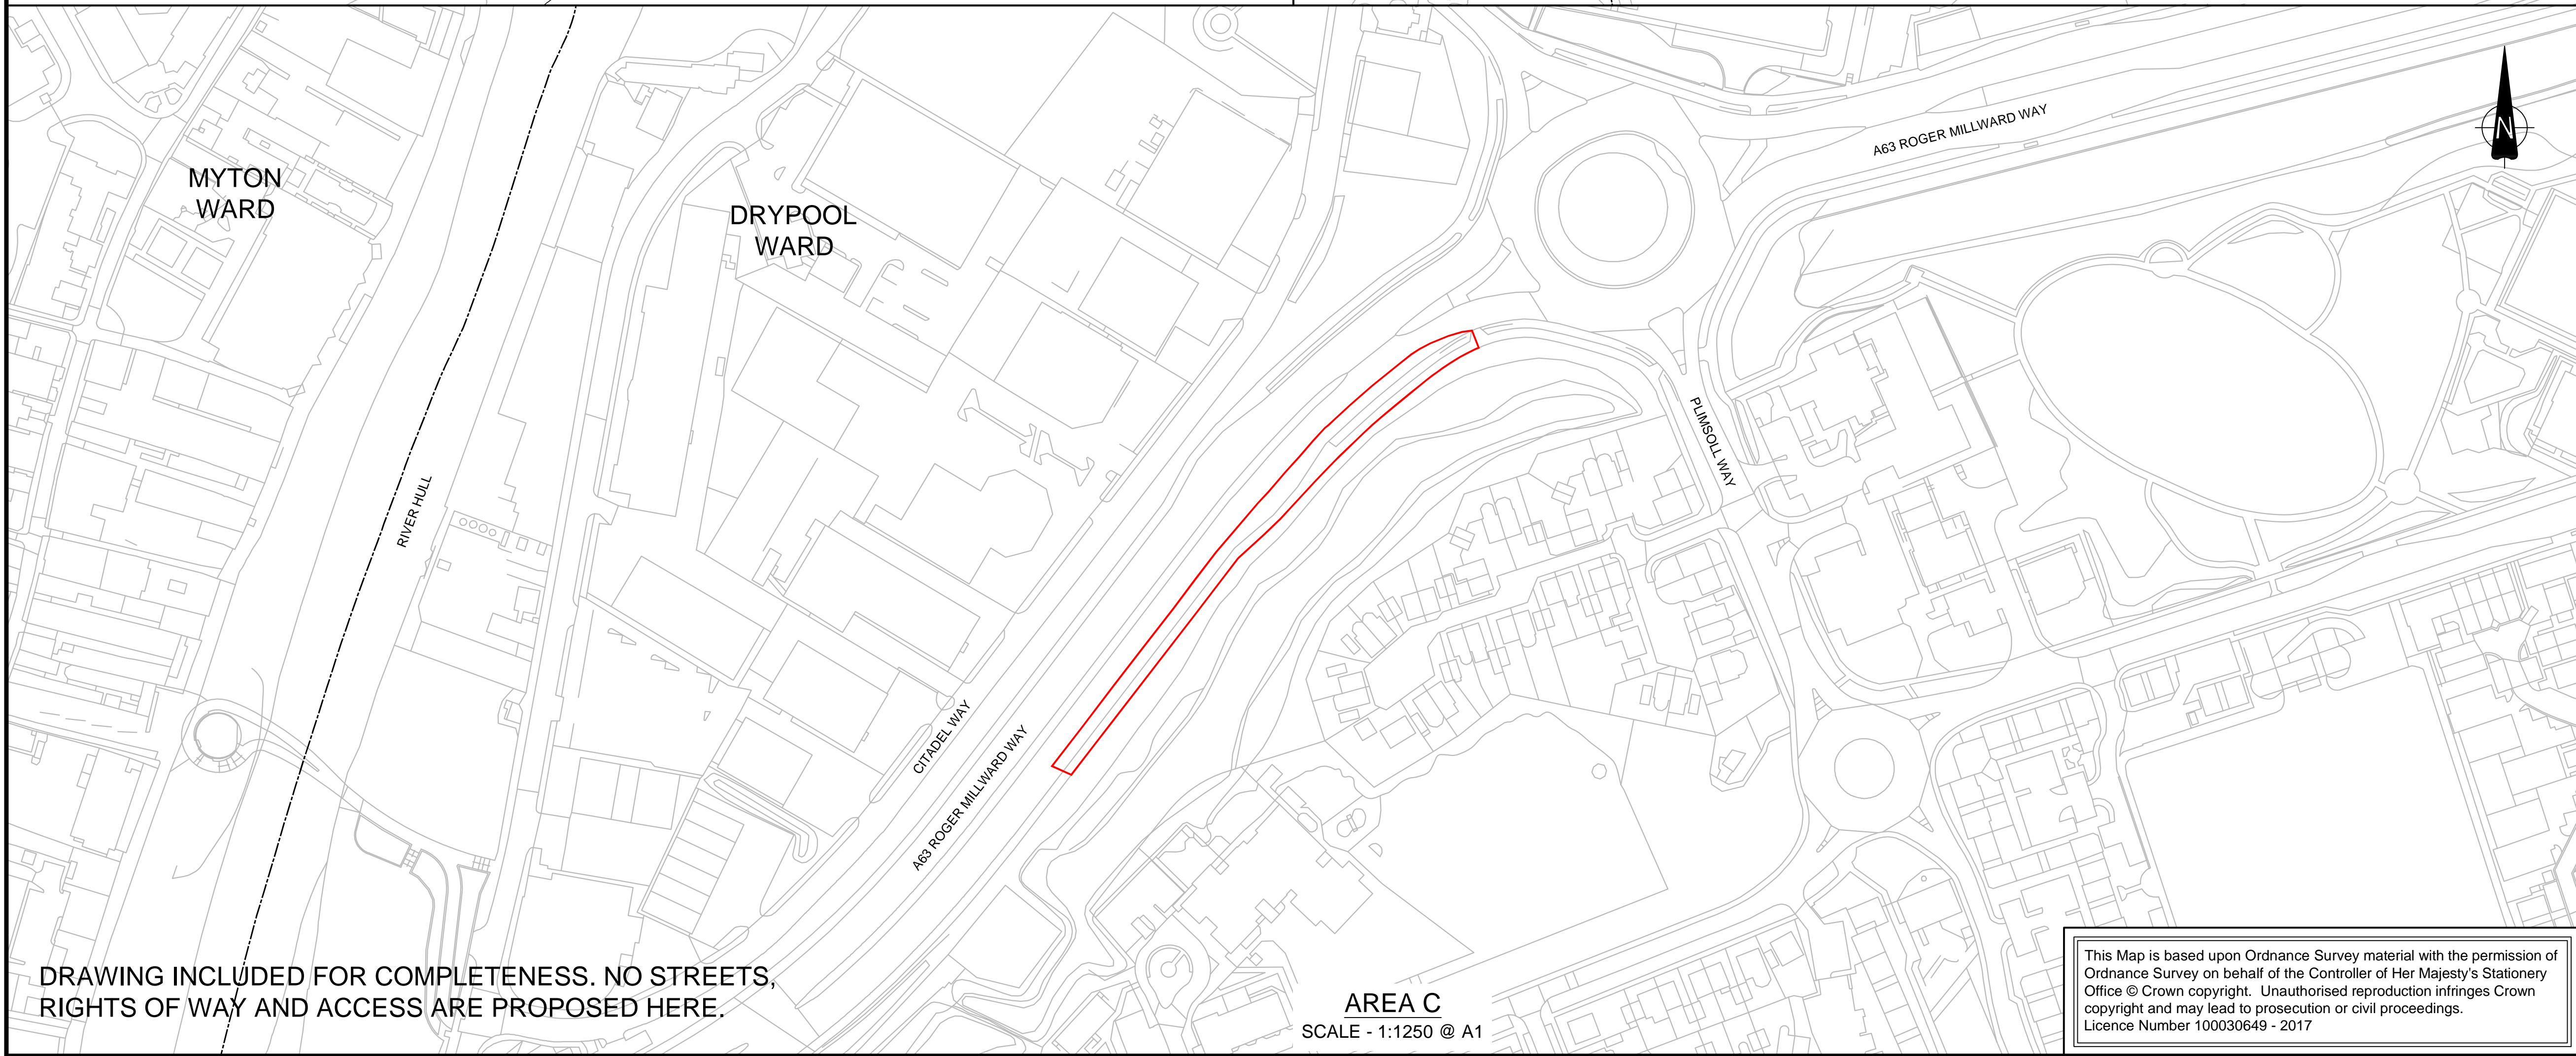 MYTON
WARD
DRYPOOL
WARD
A63 ROGER MILLWARD WAY
N
PLIMSOLL WAY
RIVER HULL
CITADEL WAY
A63 ROGER MILLWARD WAY
DRAWING INCLUDED FOR COMPLETENESS. NO STREETS,
RIGHTS OF WAY AND ACCESS ARE PROPOSED HERE.
AREA C
SCALE - 1:1250 @ A1
This Map is based upon Ordnance Survey material with the permission of
Ordnance Survey on behalf of the Controller of Her Majesty's Stationery
Office © Crown copyright. Unauthorised reproduction infringes Crown
copyright and may lead to prosecution or civil proceedings.
Licence Number 100030649 - 2017